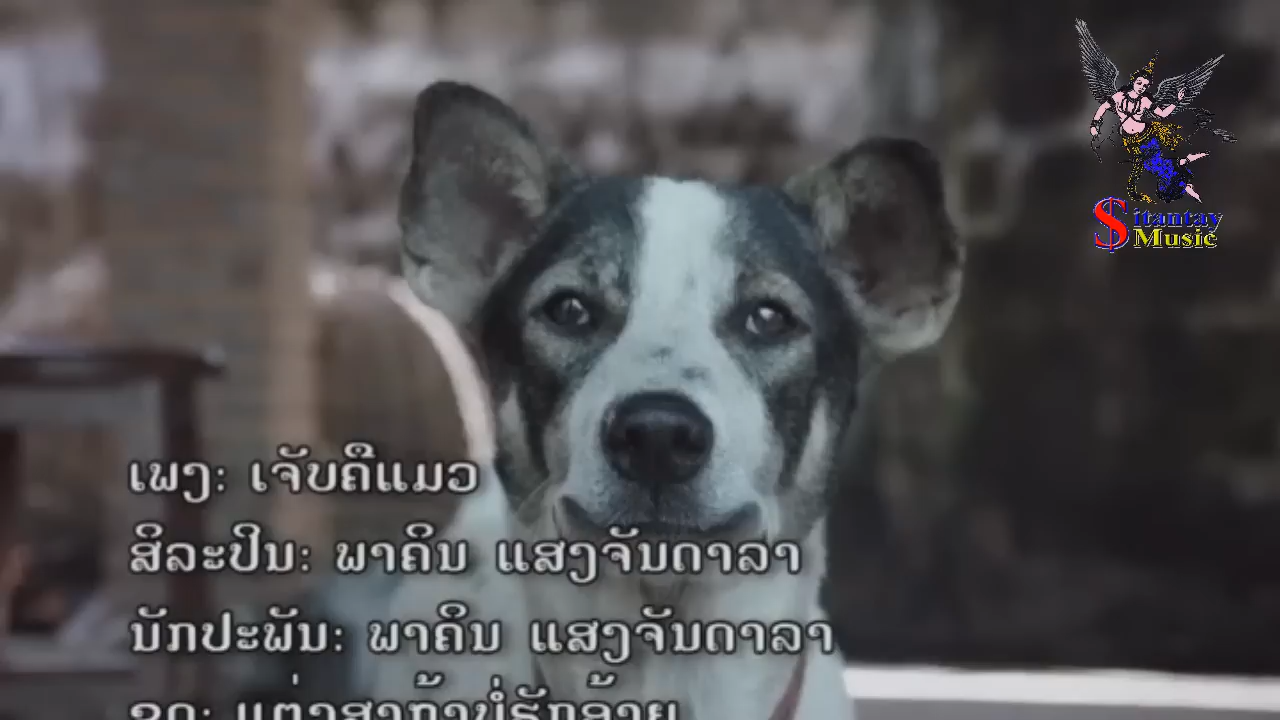 $itantay
Music
ເພງ: ເຈັບຄືແມວ
ສິລະປິນ: ພາຄິນ ແສງຈັນດາລາ
ນັກປະພັນ: ພາຄິນ ແສງຈັນດາລາ